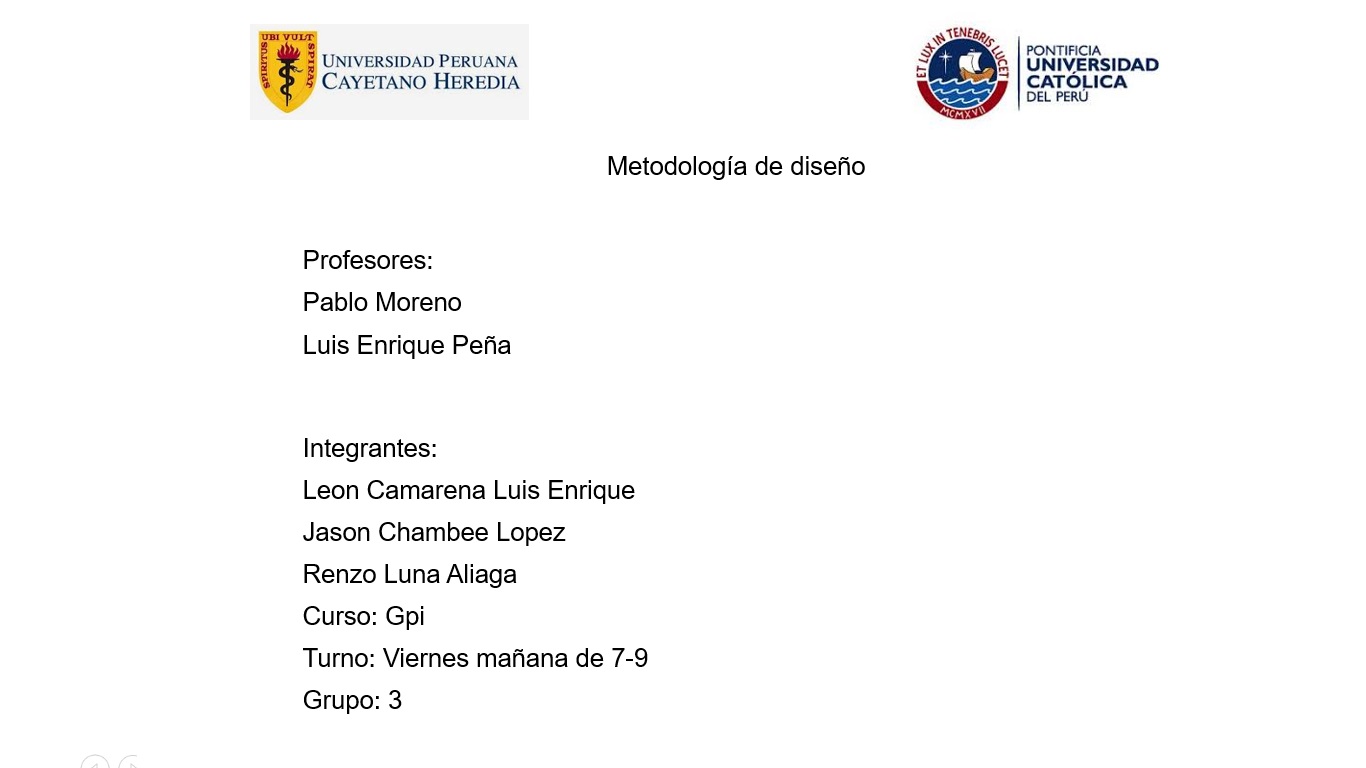 SPIRITUS UBI VULT SPIRAT
UNIVERSIDAD PERUANA
CAYETANO HEREDIA
ET LUX IN TENEBRIS LUCET
MCMXVII
PONTIFICIA
UNIVERSIDAD
CATÓLICA
DEL PERÚ
Metodología de diseño
Profesores:
Pablo Moreno
Luis Enrique Peña
Integrantes:
Leon Camarena Luis Enrique
Jason Chambee Lopez
Renzo Luna Aliaga
Curso: Gpi
Turno: Viernes mañana de 7-9
Grupo: 3